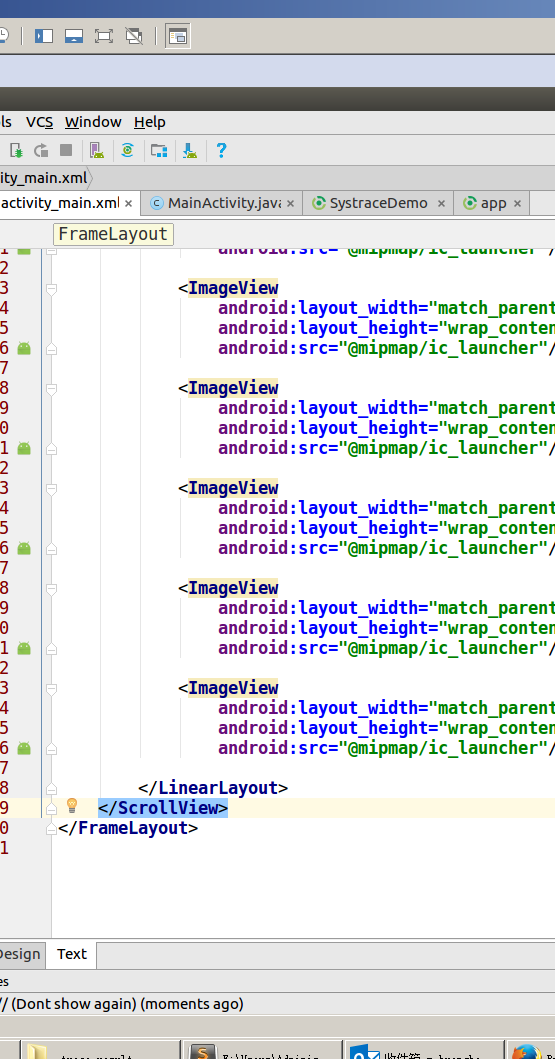 ls VCS Window Help
ity_main.xml
activity_main.xml MainActivity.java SystraceDemo app
FrameLayout
1 android:src="@mipmap/ic_launcher"/
2
3 <ImageView
4 android:layout_width="match_parent
5 android:layout_height="wrap_conten
6 android:src="@mipmap/ic_launcher"/
7
8 <ImageView
9 android:layout_width="match_parent
0 android:layout_height="wrap_conten
1 android:src="@mipmap/ic_launcher"/
2
3 <ImageView
4 android:layout_width="match_parent
5 android:layout_height="wrap_conten
6 android:src="@mipmap/ic_launcher"/
7
8 <ImageView
9 android:layout_width="match_parent
0 android:layout_height="wrap_conten
1 android:src="@mipmap/ic_launcher"/
2
3 <ImageView
4 android:layout_width="match_parent
5 android:layout_height="wrap_conten
6 android:src="@mipmap/ic_launcher"/
7
8 </LinearLayout>
9 </ScrollView>
0 </FrameLayout>
1
Design Text
es
// (Dont show again) (moments ago)
收件箱